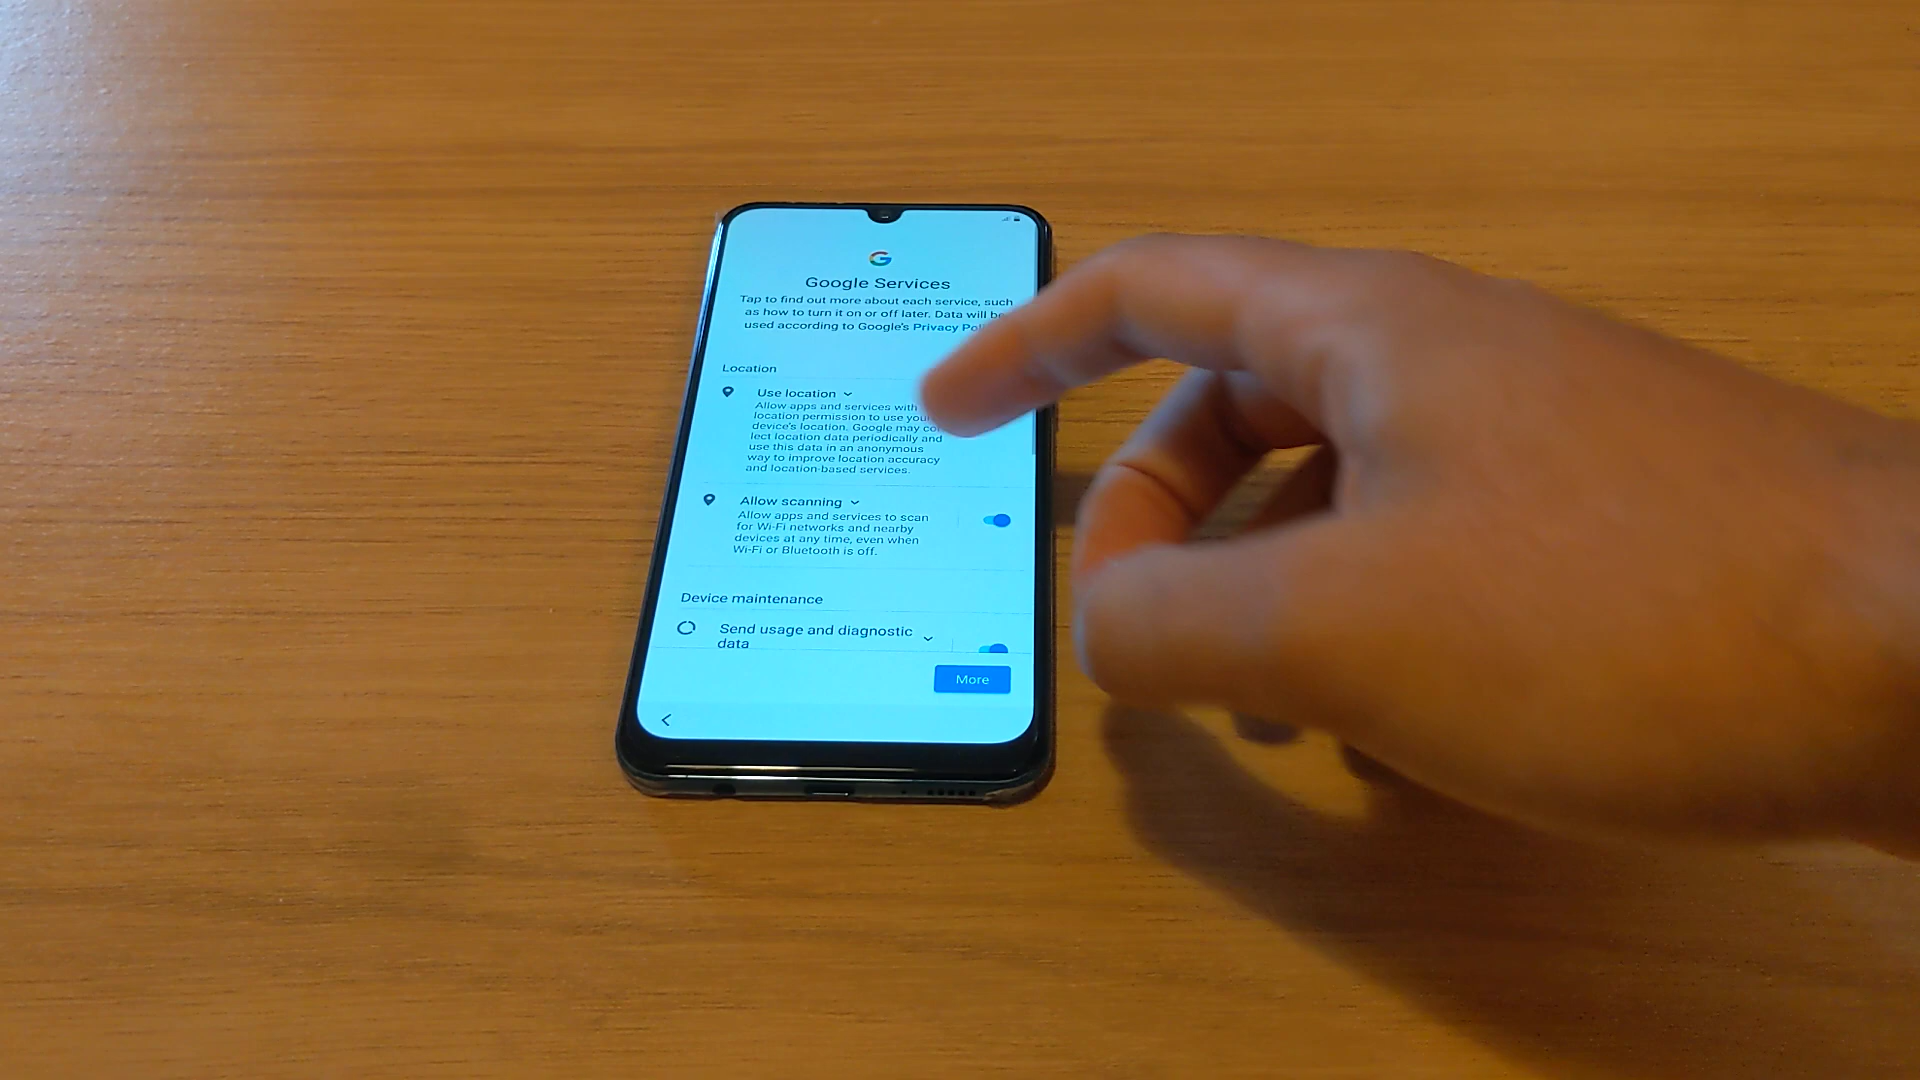 Google Services
Tap to find out more about each service, such
as how to turn it on or off later. Data will be
used according to Google's Privacy
Location
Use location
Allow apps and services with
location permission to use
device's location. Google may
lect location data periodically and
use this data in an anonymous
way to improve location accuracy
and location-based services.
Allow scanning
Allow apps and services to scan
for Wi-Fi networks and nearby
devices at any time, even when
Wi-Fi or Bluetooth is off.
Device maintenance
Send usage and diagnostic
data
More